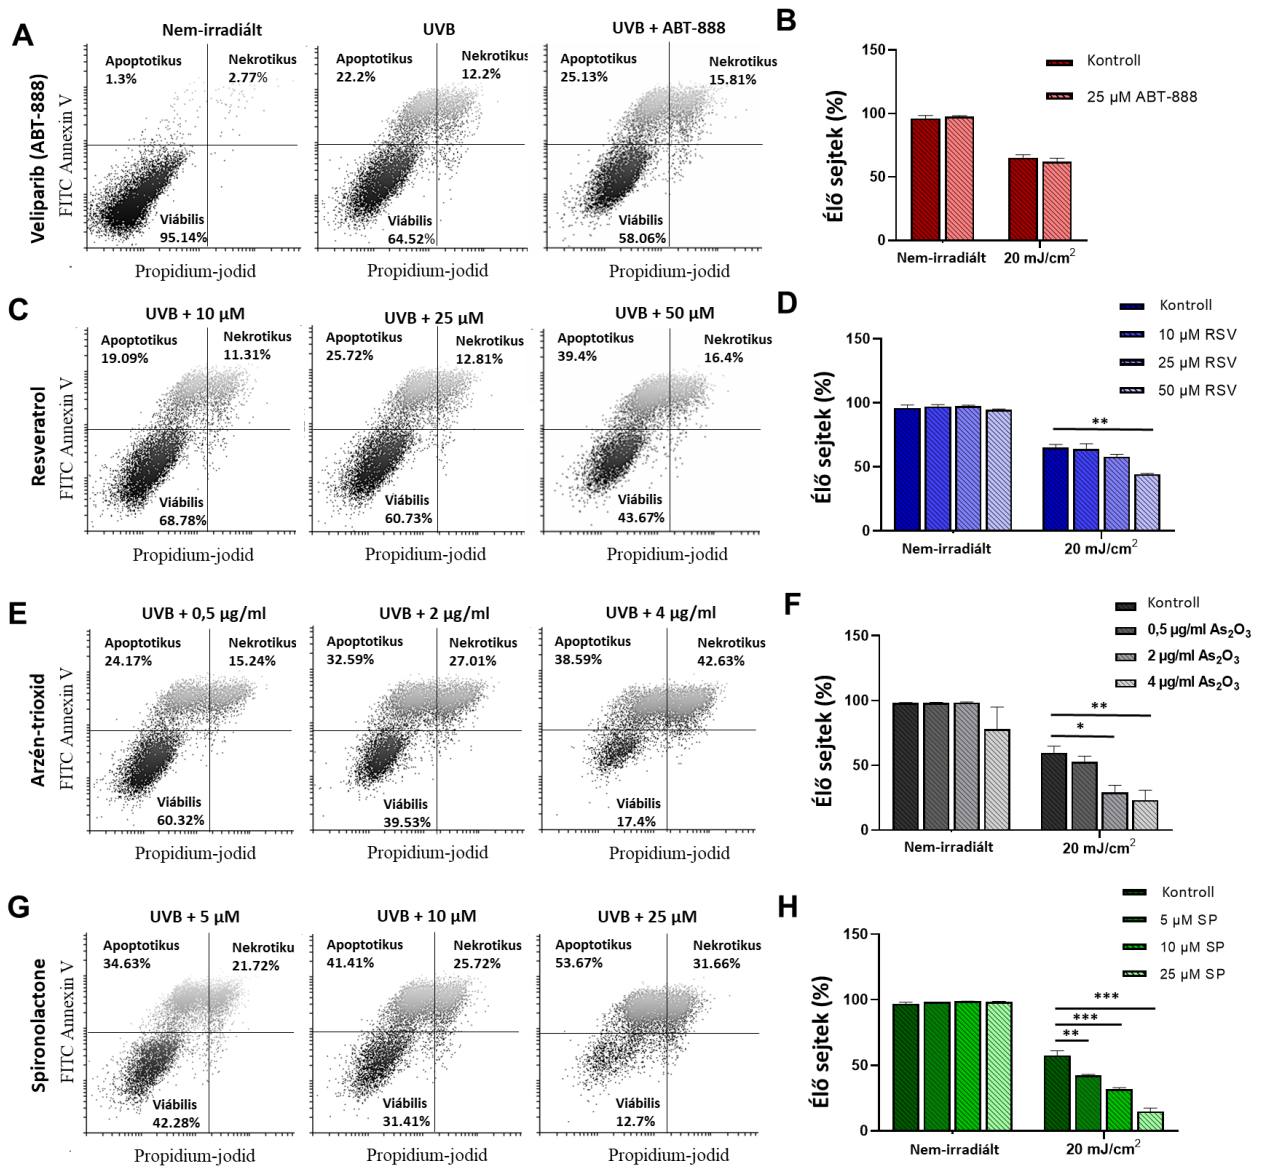 A
Veliparib (ABT-888)
FITC Annexin V
Nem-irradiált
Apoptotikus
1.3%
Nekrotikus
2.77%
Viábilis
95.14%
Propidium-jodid
UVB
Apoptotikus
22.2%
Nekrotikus
12.2%
Viábilis
64.52%
Propidium-jodid
UVB + ABT-888
Apoptotikus
25.13%
Nekrotikus
15.81%
Viábilis
58.06%
Propidium-jodid
B
Élő sejtek (%)
150
100
50
0
Kontroll
25 µM ABT-888
Nem-irradiált
20 mJ/cm²
C
Resveratrol
FITC Annexin V
UVB + 10 µM
Apoptotikus
19.09%
Nekrotikus
11.31%
Viábilis
68.78%
Propidium-jodid
UVB + 25 µM
Apoptotikus
25.72%
Nekrotikus
12.81%
Viábilis
60.73%
Propidium-jodid
UVB + 50 µM
Apoptotikus
39.4%
Nekrotikus
16.4%
Viábilis
43.67%
Propidium-jodid
D
Élő sejtek (%)
150
100
50
0
Kontroll
10 µM RSV
25 µM RSV
50 µM RSV
**
Nem-irradiált
20 mJ/cm²
E
Arzén-trioxid
FITC Annexin V
UVB + 0,5 µg/ml
Apoptotikus
24.17%
Nekrotikus
15.24%
Viábilis
60.32%
Propidium-jodid
UVB + 2 µg/ml
Apoptotikus
32.59%
Nekrotikus
27.01%
Viábilis
39.53%
Propidium-jodid
UVB + 4 µg/ml
Apoptotikus
38.59%
Nekrotikus
42.63%
Viábilis
17.4%
Propidium-jodid
F
Élő sejtek (%)
150
100
50
0
Kontroll
0,5 µg/ml As₂O₃
2 µg/ml As₂O₃
4 µg/ml As₂O₃
**
*
Nem-irradiált
20 mJ/cm²
G
Spironolactone
FITC Annexin V
UVB + 5 µM
Apoptotikus
34.63%
Nekrotiku
21.72%
Viábilis
42.28%
Propidium-jodid
UVB + 10 µM
Apoptotikus
41.41%
Nekrotikus
25.72%
Viábilis
31.41%
Propidium-jodid
UVB + 25 µM
Apoptotikus
53.67%
Nekrotikus
31.66%
Viábilis
12.7%
Propidium-jodid
H
Élő sejtek (%)
150
100
50
0
Kontroll
5 µM SP
10 µM SP
25 µM SP
***
***
**
Nem-irradiált
20 mJ/cm²